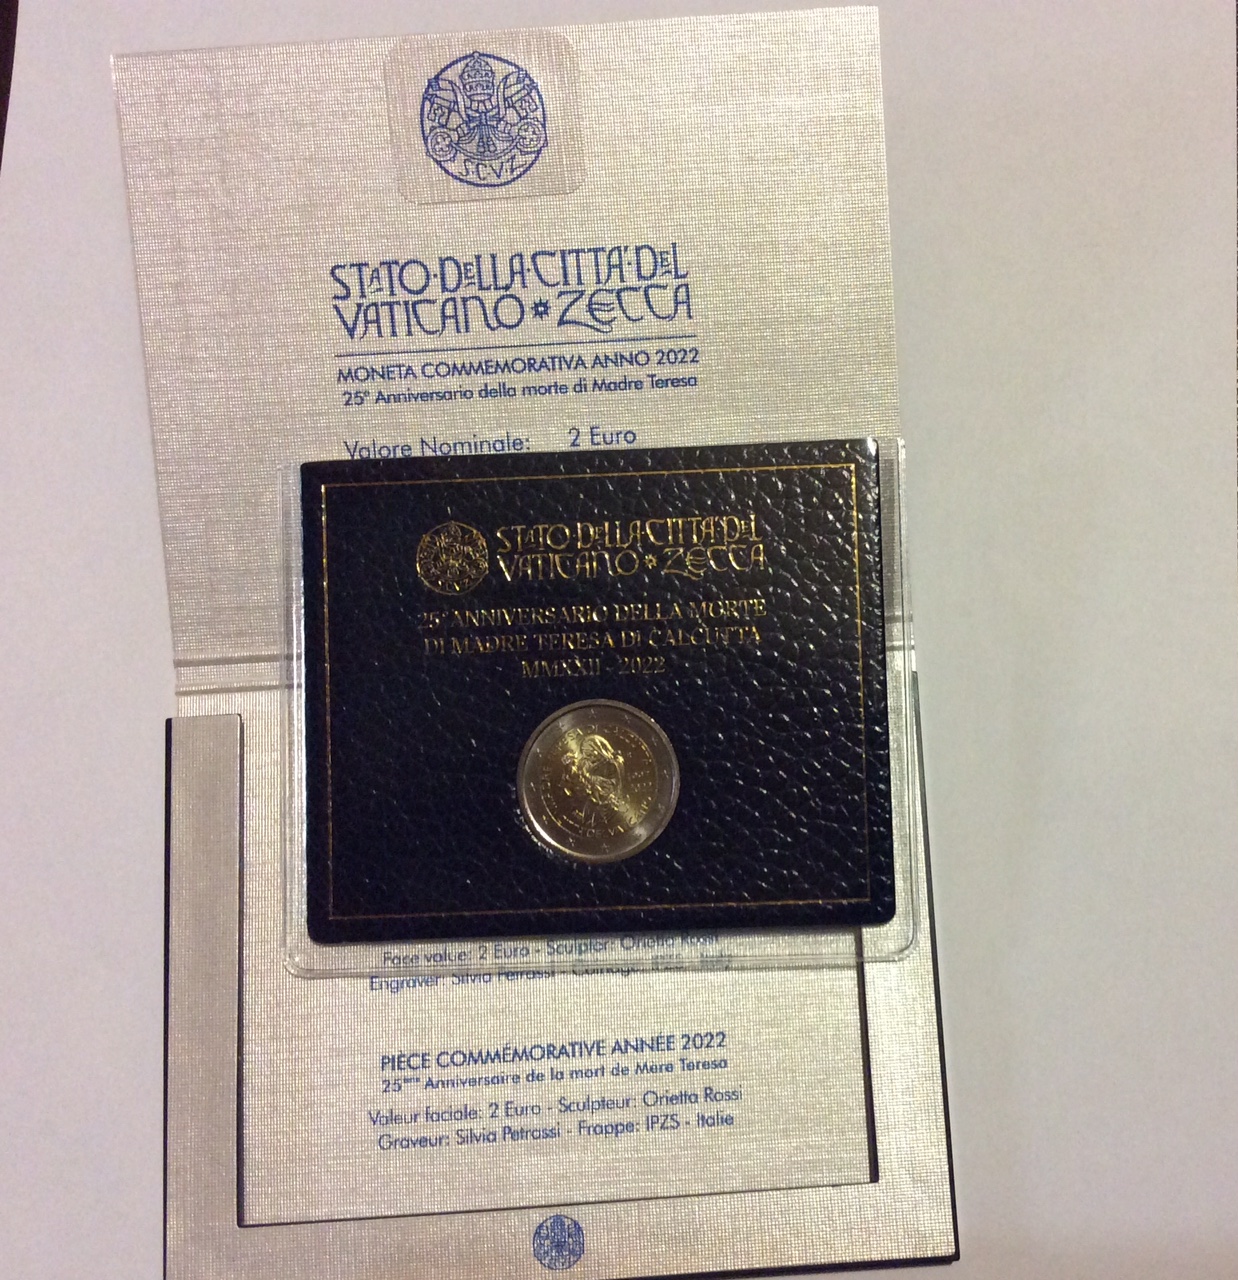 S.C.V.Z
STATO·DELLA·CITTA'·DEL
VATICANO * ZECCA
MONETA COMMEMORATIVA ANNO 2022
25° Anniversario della morte di Madre Teresa
Valore Nominale: 2 Euro
STATO·DELLA·CITTA'·DEL
VATICANO * ZECCA
25° ANNIVERSARIO DELLA MORTE
DI MADRE TERESA DI CALCUTTA
MMXXII - 2022
Face value: 2 Euro - Sculptor: Orietta Rossi
Engraver: Silvia Petrassi - Coinage: IPZS - Italy
PIÈCE COMMÉMORATIVE ANNÉE 2022
25ème Anniversaire de la mort de Mère Teresa
Valeur faciale: 2 Euro - Sculpteur: Orietta Rossi
Graveur: Silvia Petrassi - Frappe: IPZS - Italie